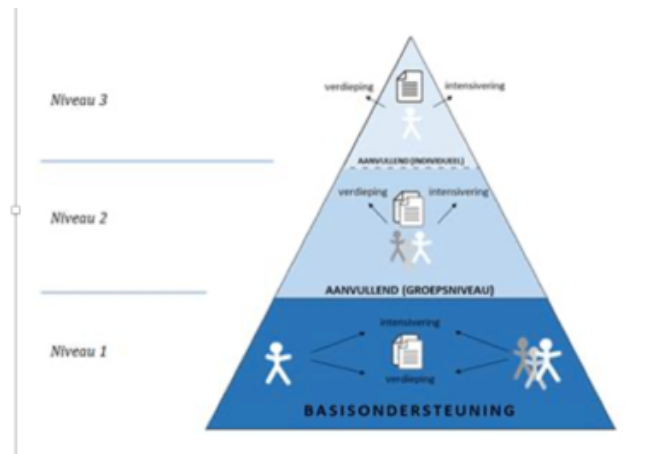 Niveau 3
verdieping
intensivering
AANVULLEND (INDIVIDUEEL)
Niveau 2
verdieping
intensivering
AANVULLEND (GROEPSNIVEAU)
Niveau 1
intensivering
verdieping
BASISONDERSTEUNING